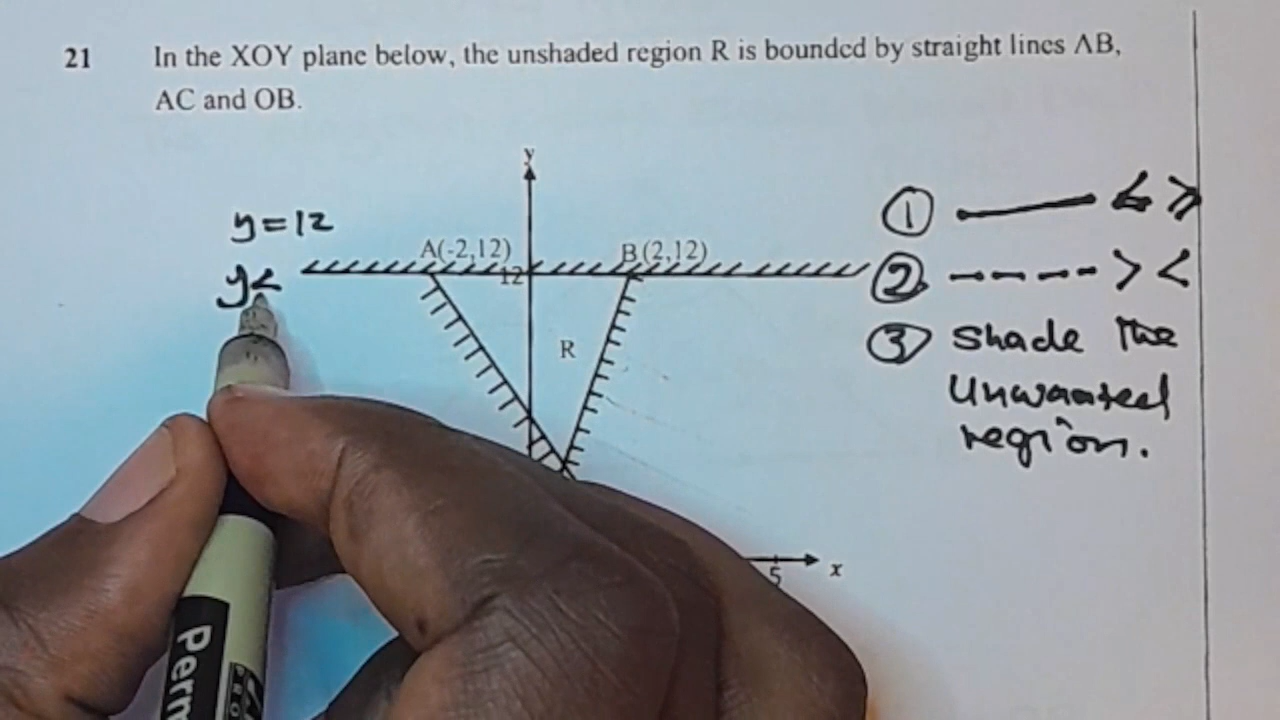 21 In the XOY plane below, the unshaded region R is bounded by straight lines AB,
AC and OB.
y
y=12
A(-2,12) B(2,12)
12
y<
R
5 x
① < >
② > <
③ Shade the
Unwanted
region.
Perm
PRO